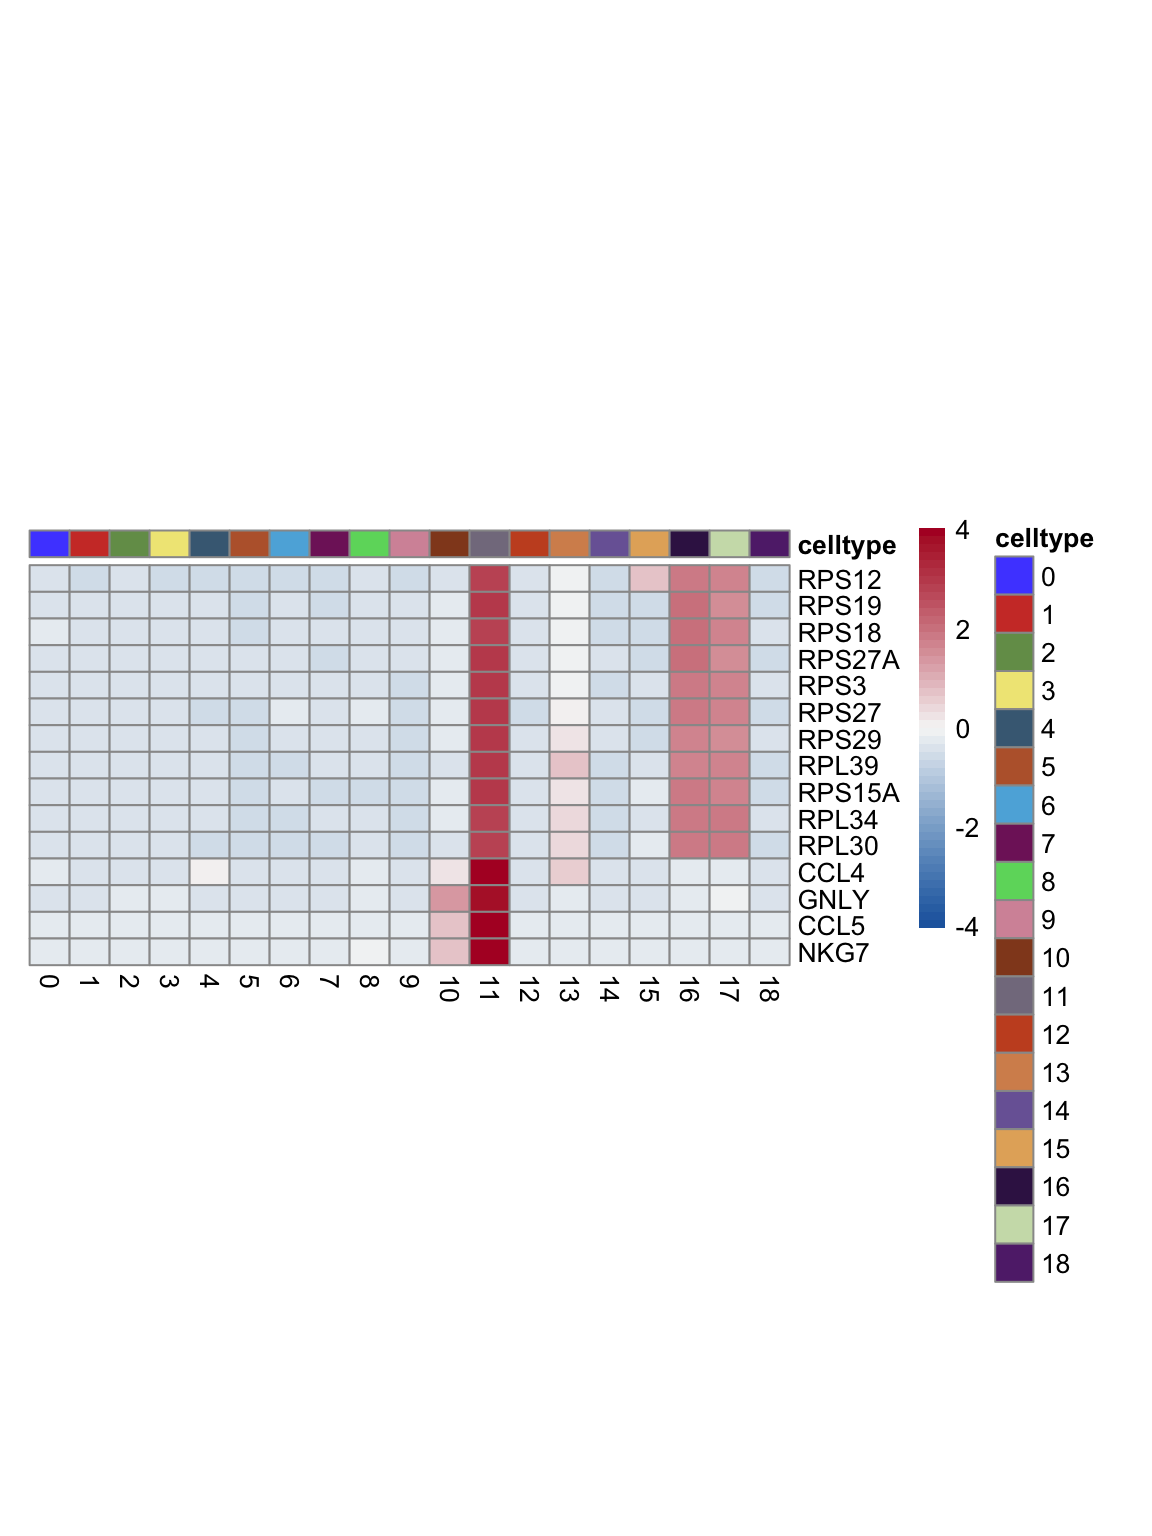 celltype
RPS12
RPS19
RPS18
RPS27A
RPS3
RPS27
RPS29
RPL39
RPS15A
RPL34
RPL30
CCL4
GNLY
CCL5
NKG7
0 1 2 3 4 5 6 7 8 9 10 11 12 13 14 15 16 17 18
4
2
0
-2
-4
celltype
0
1
2
3
4
5
6
7
8
9
10
11
12
13
14
15
16
17
18